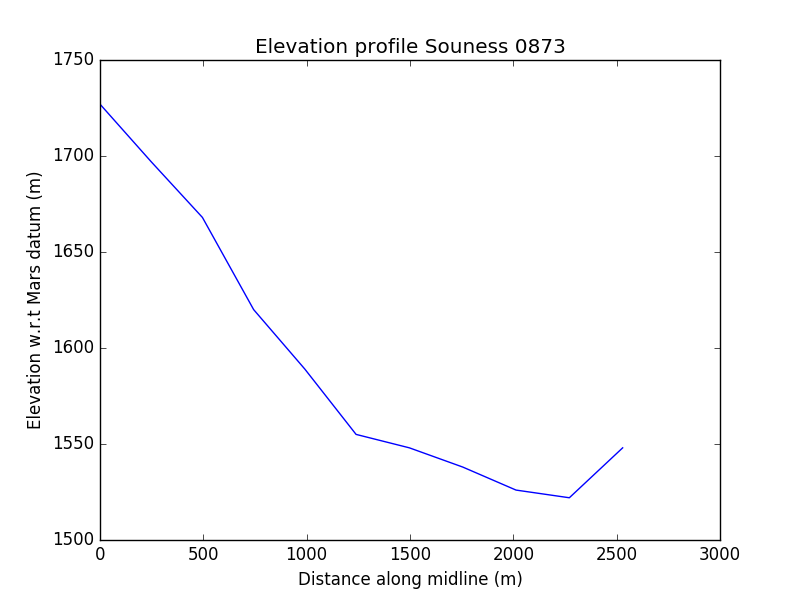 Elevation profile Souness 0873
Elevation w.r.t Mars datum (m)
1750
1700
1650
1600
1550
1500
0 500 1000 1500 2000 2500 3000
Distance along midline (m)